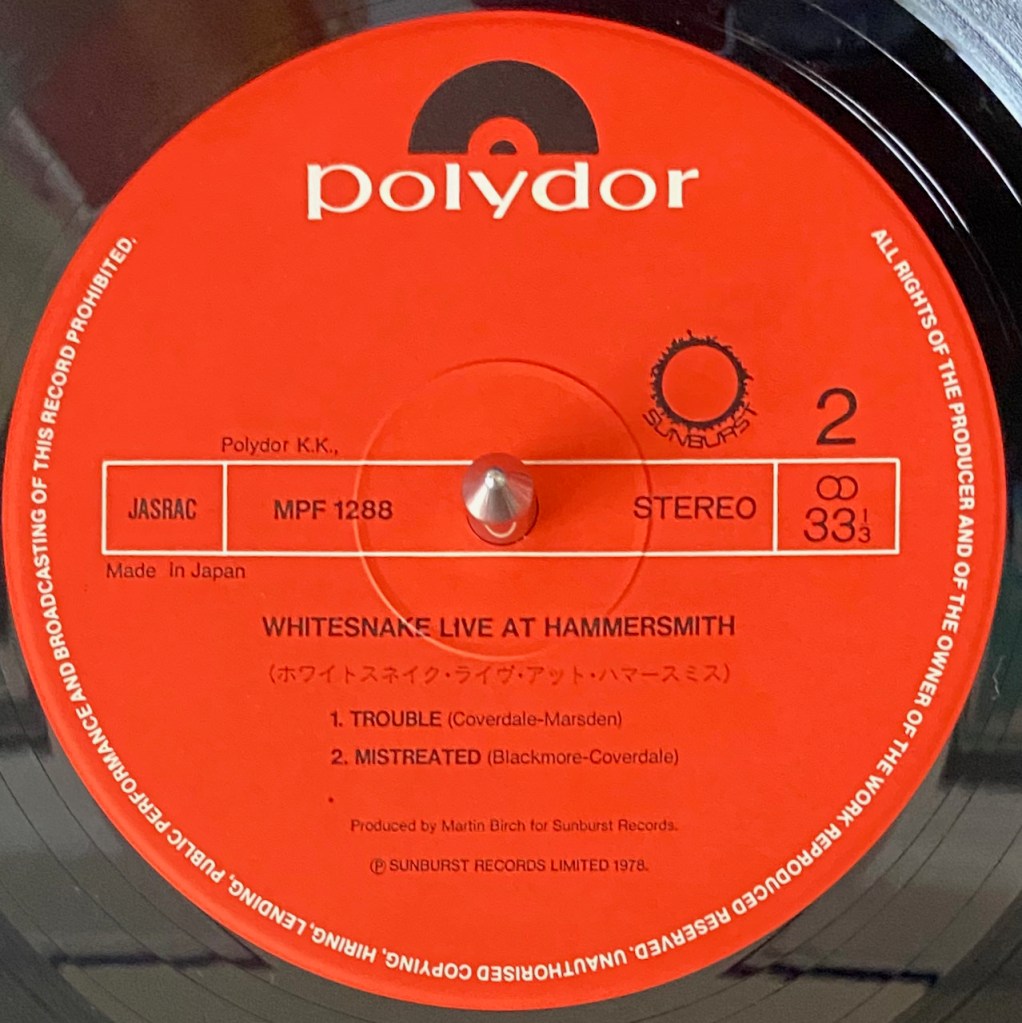 polydor
SUNBURST
2
Polydor K.K.,
JASRAC
MPF 1288
STEREO
33⅓
Made In Japan
WHITESNAKE LIVE AT HAMMERSMITH
(ホワイトスネイク・ライヴ・アット・ハマースミス)
1. TROUBLE (Coverdale-Marsden)
2. MISTREATED (Blackmore-Coverdale)
Produced by Martin Birch for Sunburst Records.
Ⓟ SUNBURST RECORDS LIMITED 1978.
ALL RIGHTS OF THE PRODUCER AND OF THE OWNER OF THE WORK REPRODUCED RESERVED. UNAUTHORISED COPYING, HIRING, LENDING, PUBLIC PERFORMANCE AND BROADCASTING OF THIS RECORD PROHIBITED.